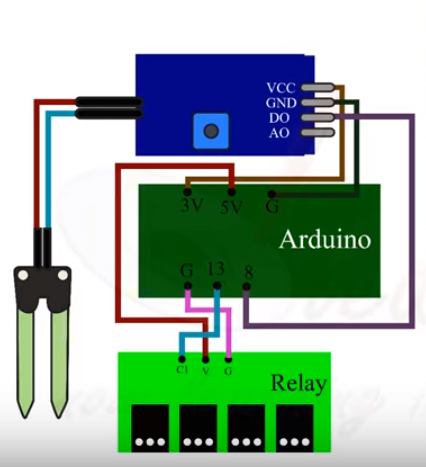 VCC
GND
DO
AO
3V 5V G
Arduino
G 13 8
C1 V G
Relay